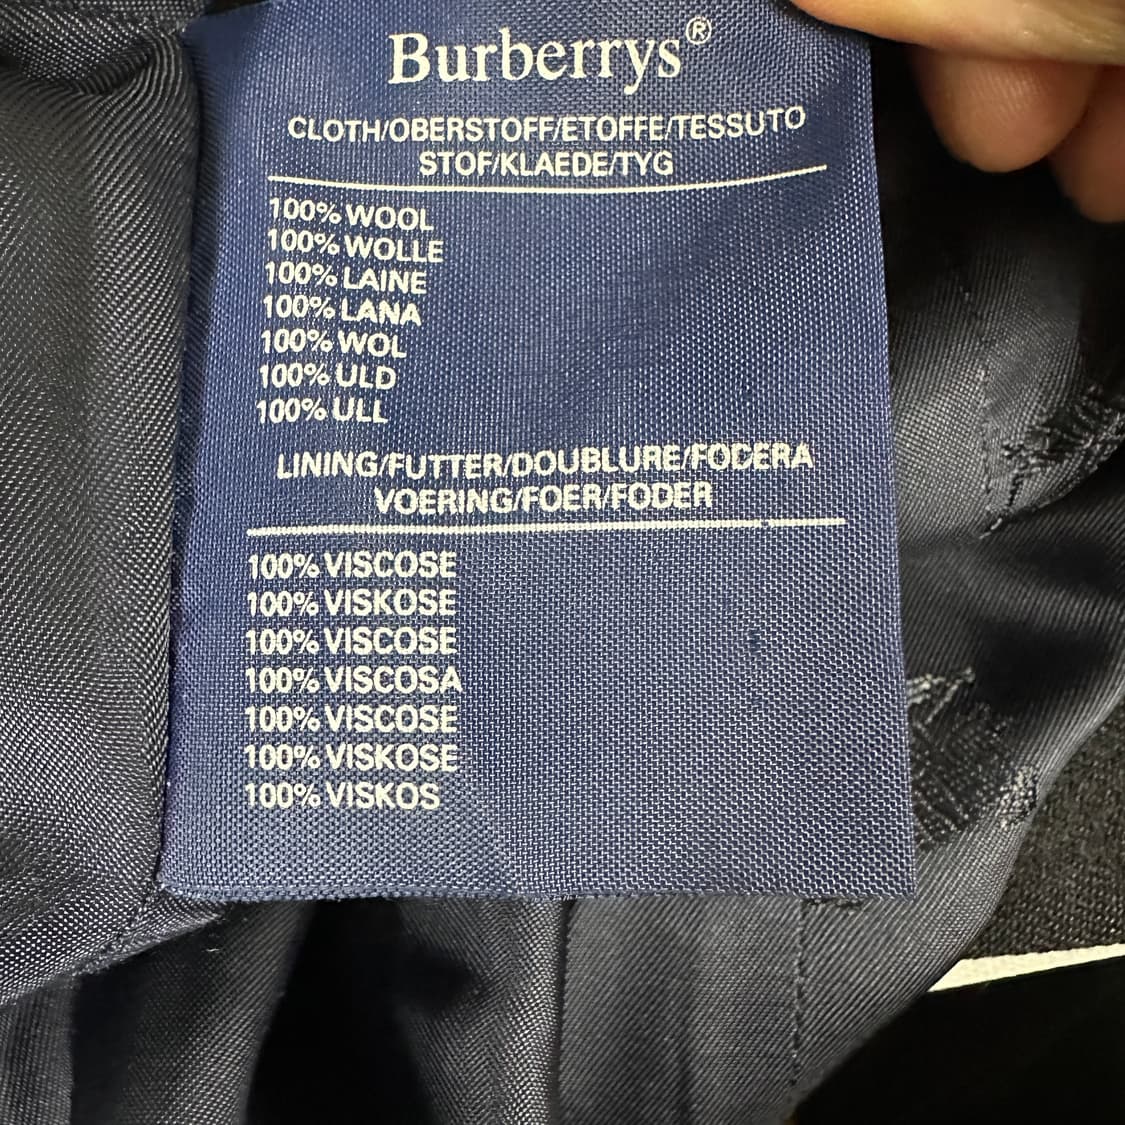 Burberrys®
CLOTH/OBERSTOFF/ETOFFE/TESSUTO
STOF/KLAEDE/TYG
100% WOOL
100% WOLLE
100% LAINE
100% LANA
100% WOL
100% ULD
100% ULL
LINING/FUTTER/DOUBLURE/FODERA
VOERING/FOER/FODER
100% VISCOSE
100% VISKOSE
100% VISCOSE
100% VISCOSA
100% VISCOSE
100% VISKOSE
100% VISKOS